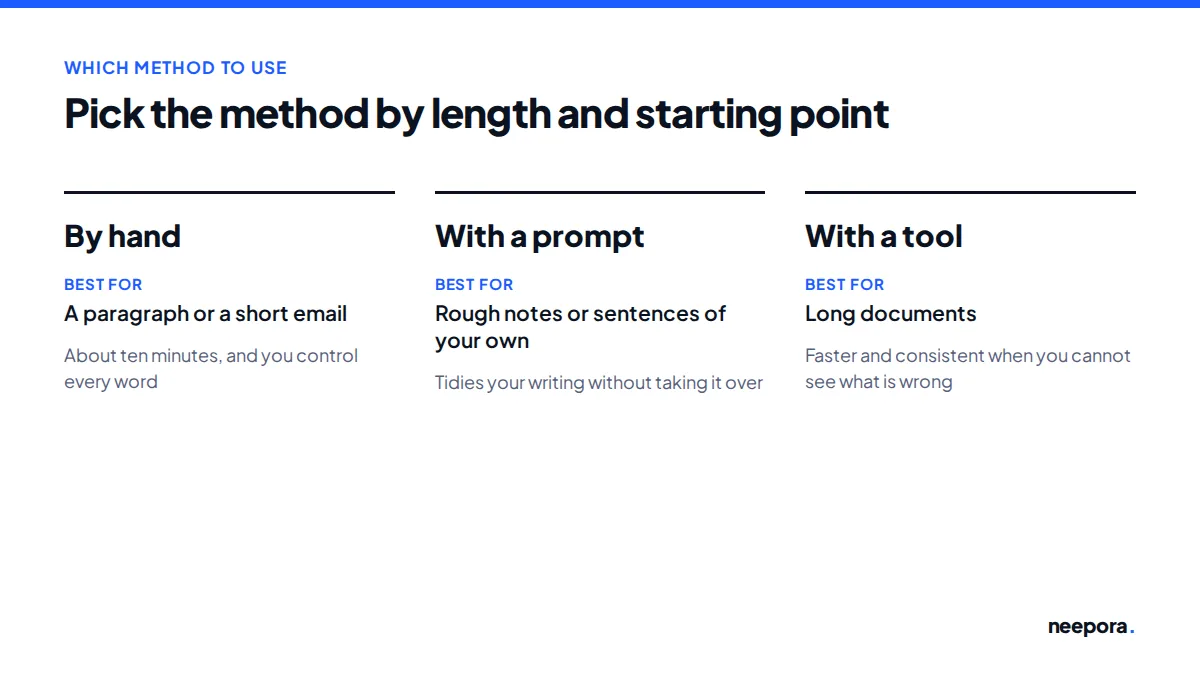 WHICH METHOD TO USE
Pick the method by length and starting point
By hand
BEST FOR
A paragraph or a short email
About ten minutes, and you control
every word
With a prompt
BEST FOR
Rough notes or sentences of
your own
Tidies your writing without taking it over
With a tool
BEST FOR
Long documents
Faster and consistent when you cannot
see what is wrong
neepora.